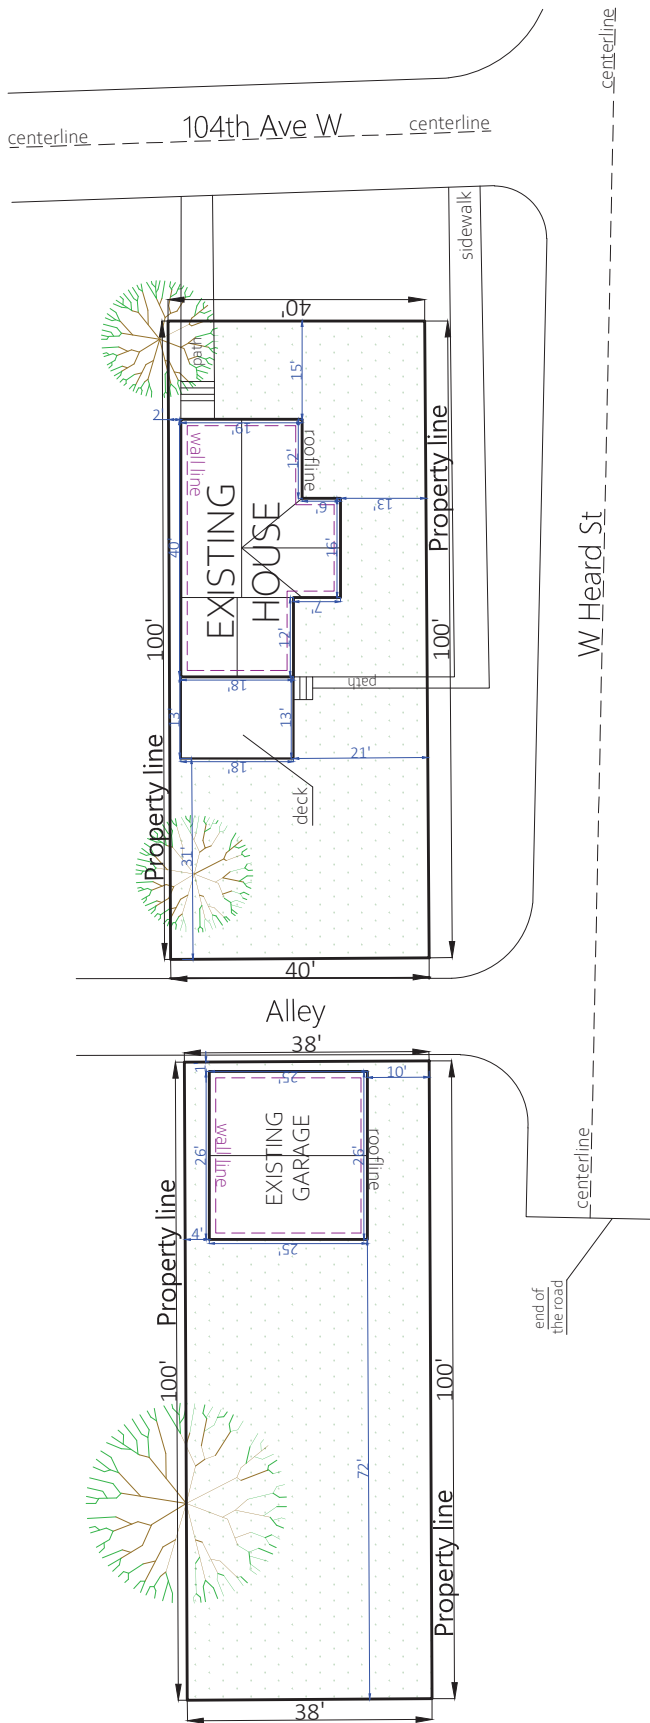 centerline
104th Ave W
centerline
centerline
sidewalk
40'
path
15'
2
19'
wall line
roofline
12'
6'
13'
Property line
EXISTING
HOUSE
40'
16'
7'
W Heard St
100'
12'
100'
18'
path
13'
13'
18'
21'
deck
Property line
31'
40'
Alley
38'
1'
25'
10'
EXISTING
GARAGE
wall line
roofline
26'
26'
centerline
4'
25'
Property line
end of
the road
100'
100'
72'
Property line
38'